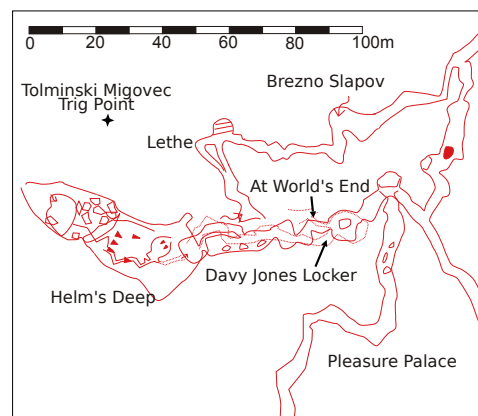 0 20 40 60 80 100m
Tolminski Migovec
Trig Point
Brezno Slapov
Lethe
At World's End
Davy Jones Locker
Helm's Deep
Pleasure Palace